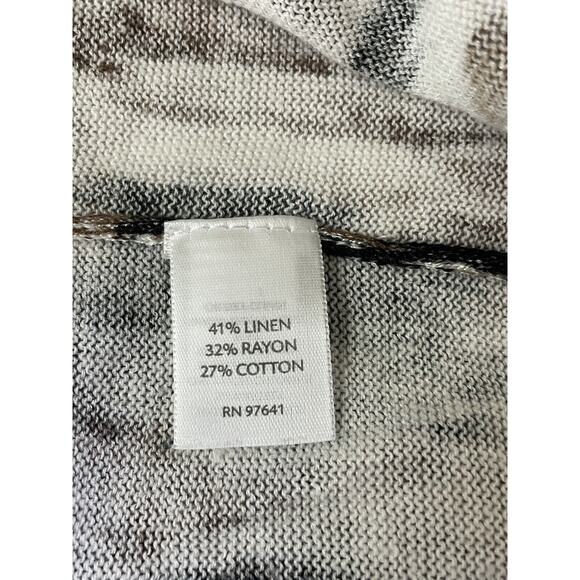 41% LINEN
32% RAYON
27% COTTON
RN 97641